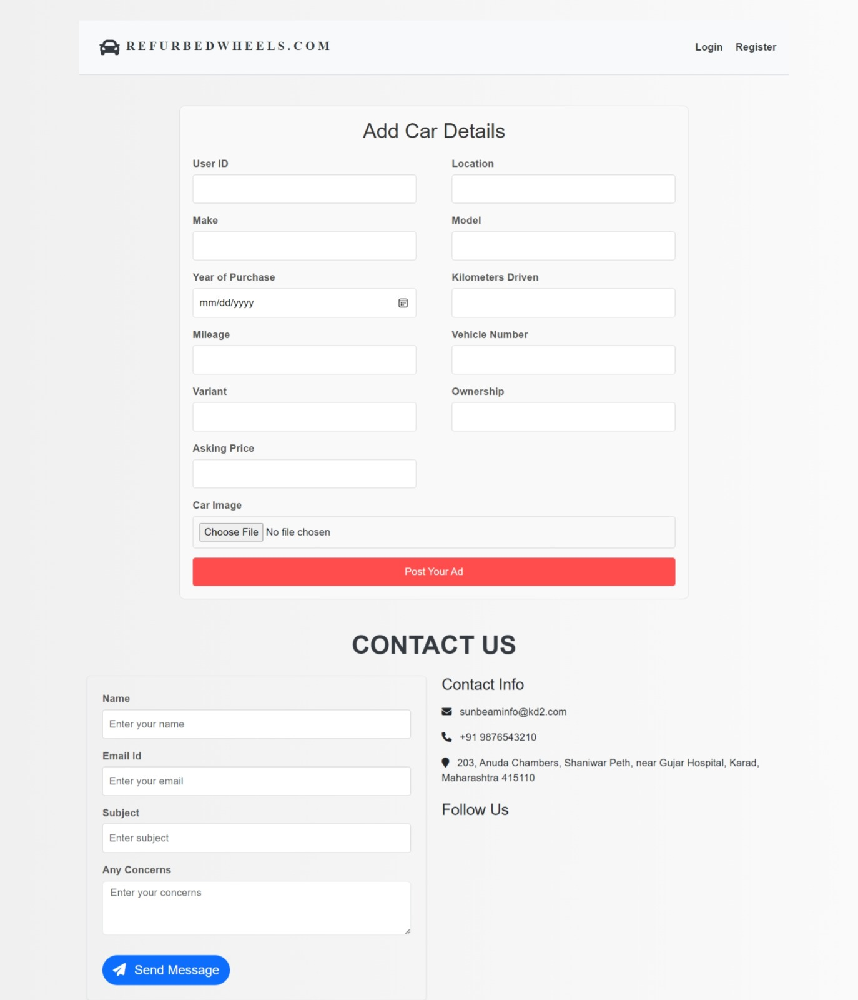 REFURBEDWHEELS.COM
Login Register
Add Car Details
User ID Location
Make Model
Year of Purchase Kilometers Driven
mm/dd/yyyy
Mileage Vehicle Number
Variant Ownership
Asking Price
Car Image
Choose File No file chosen
Post Your Ad
CONTACT US
Name
Enter your name
Email Id
Enter your email
Subject
Enter subject
Any Concerns
Enter your concerns
Send Message
Contact Info
sunbeaminfo@kd2.com
+91 9876543210
203, Anuda Chambers, Shaniwar Peth, near Gujar Hospital, Karad,
Maharashtra 415110
Follow Us